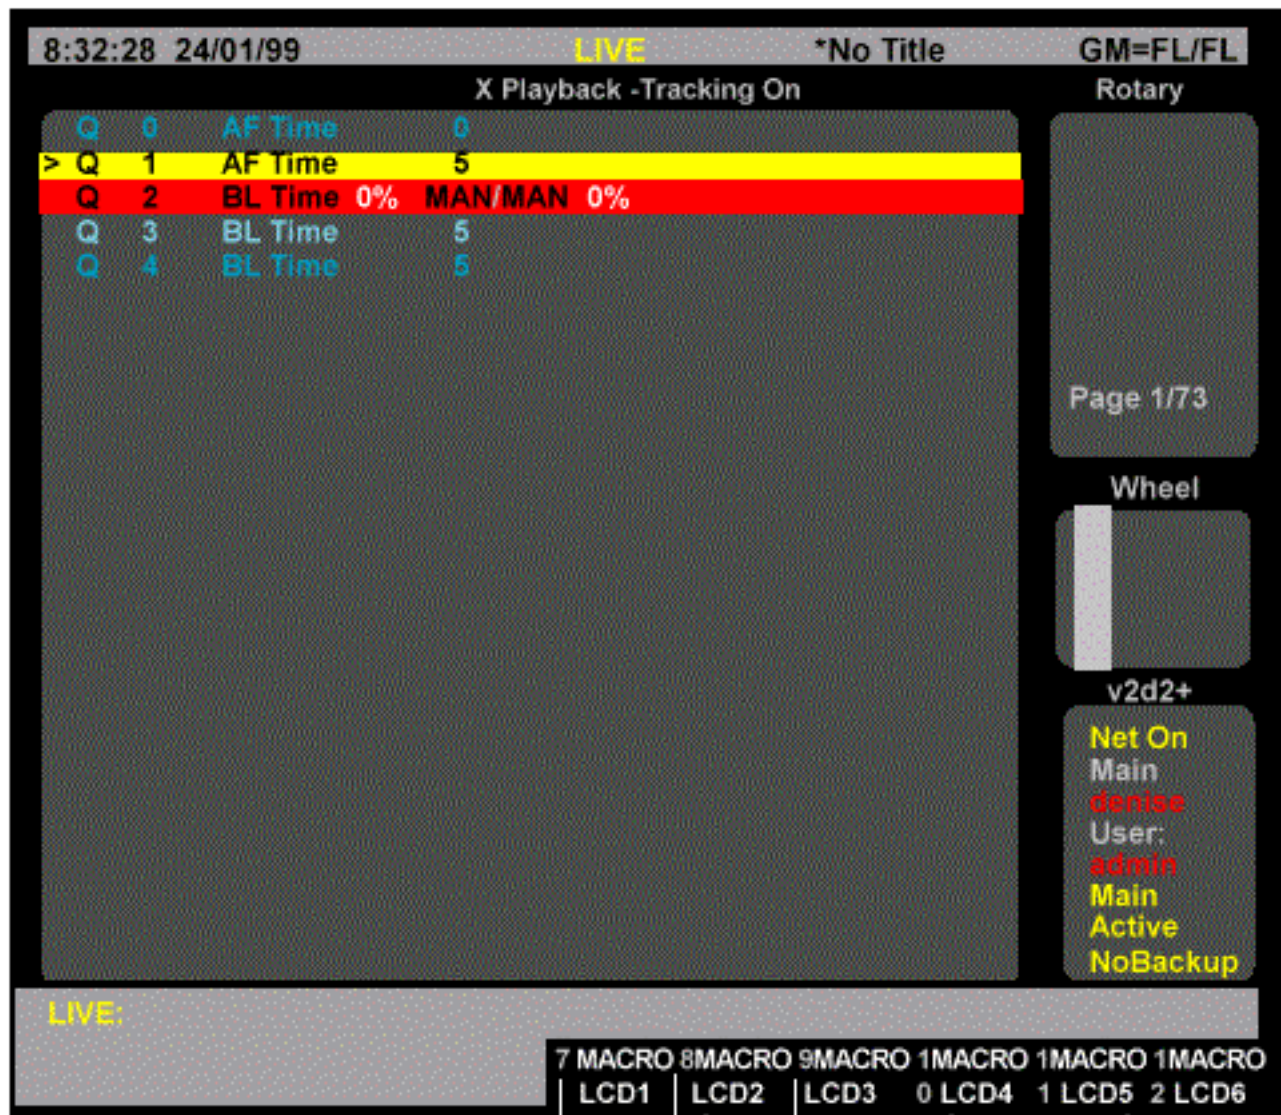 8:32:28 24/01/99 LIVE *No Title GM=FL/FL
X Playback -Tracking On
Q 0 AF Time 0
> Q 1 AF Time 5
Q 2 BL Time 0% MAN/MAN 0%
Q 3 BL Time 5
Q 4 BL Time 5
Rotary
Page 1/73
Wheel
v2d2+
Net On
Main
denise
User:
admin
Main
Active
NoBackup
LIVE:
7 MACRO 8MACRO 9MACRO 1MACRO 1MACRO 1MACRO
LCD1 LCD2 LCD3 0 LCD4 1 LCD5 2 LCD6